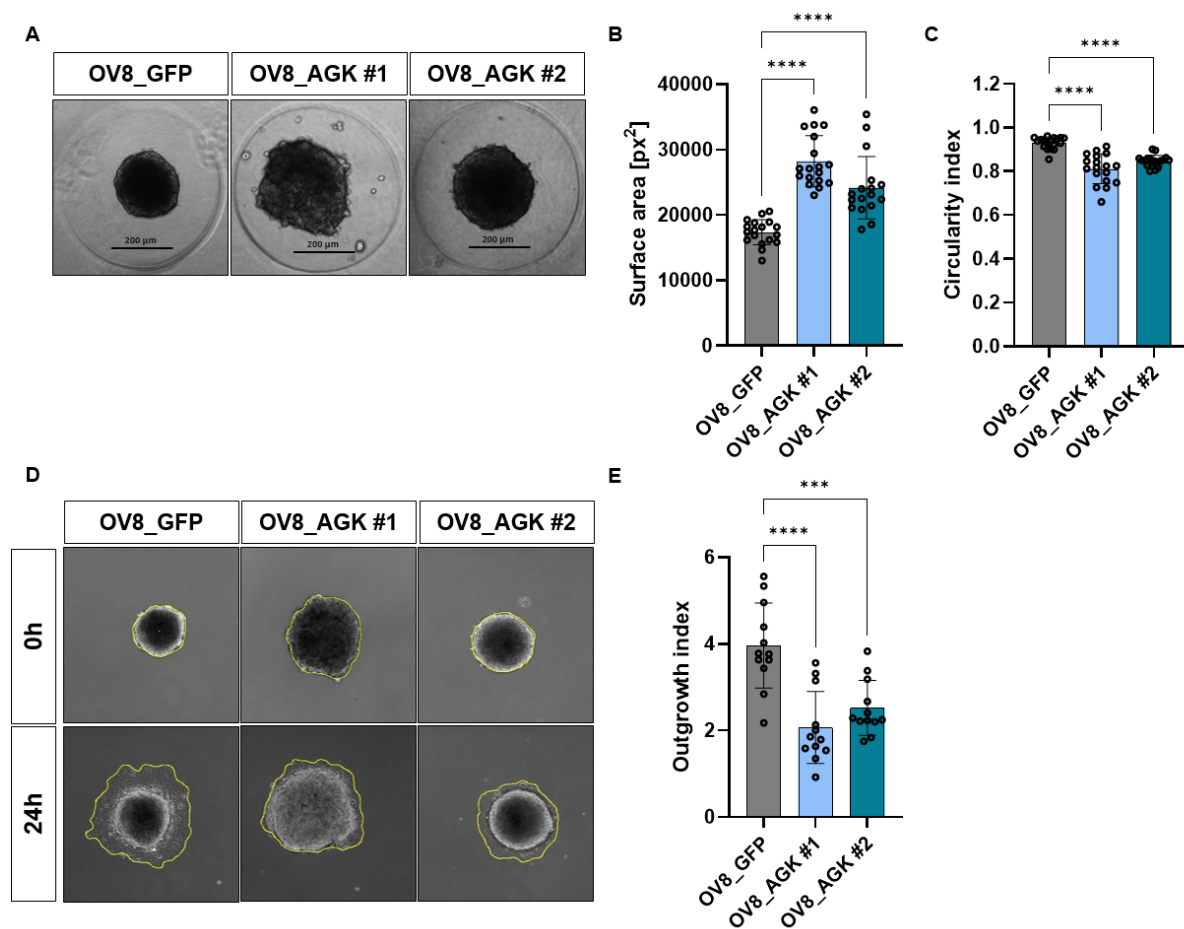 A
OV8_GFP
OV8_AGK #1
OV8_AGK #2
200 µm
200 µm
200 µm
B
****
****
Surface area [px²]
40000
30000
20000
10000
0
OV8_GFP
OV8_AGK #1
OV8_AGK #2
C
****
****
Circularity index
1.2
1.0
0.8
0.6
0.4
0.2
0.0
OV8_GFP
OV8_AGK #1
OV8_AGK #2
D
OV8_GFP
OV8_AGK #1
OV8_AGK #2
0h
24h
E
***
****
Outgrowth index
6
4
2
0
OV8_GFP
OV8_AGK #1
OV8_AGK #2